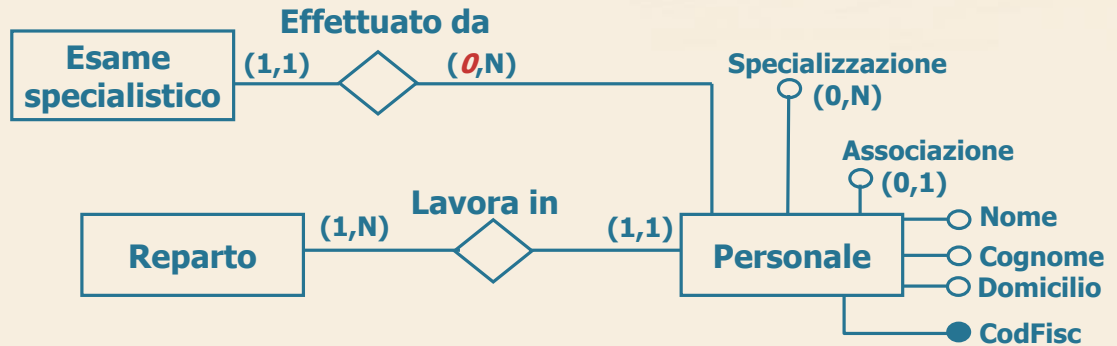 Effettuato da
Esame
specialistico
(1,1)
(0,N)
Specializzazione
(0,N)
Associazione
(0,1)
Lavora in
Reparto
(1,N)
(1,1)
Personale
Nome
Cognome
Domicilio
CodFisc